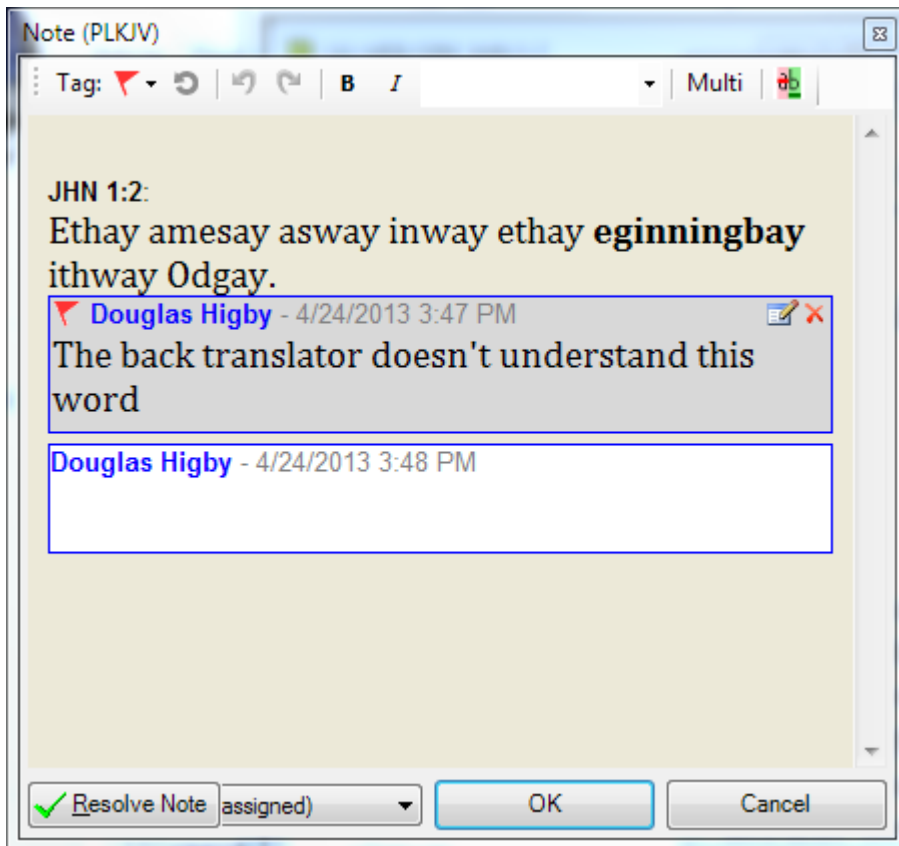 Note (PLKJV)
Tag: B I Multi ab
JHN 1:2:
Ethay amesay asway inway ethay eginningbay
ithway Odgay.
Douglas Higby - 4/24/2013 3:47 PM
The back translator doesn't understand this
word
Douglas Higby - 4/24/2013 3:48 PM
Resolve Note assigned) OK Cancel